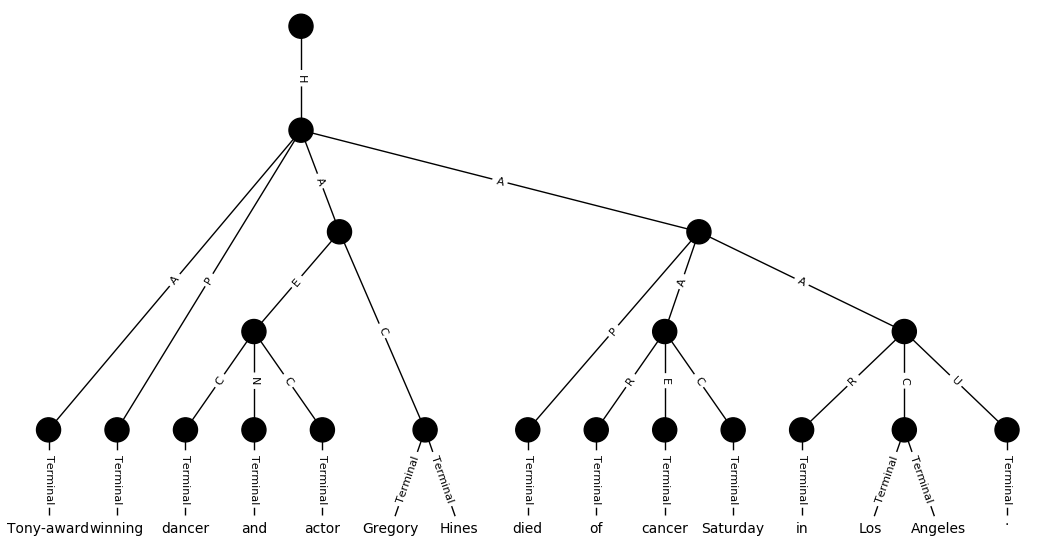 H
A
A
A
P
E
C
P
A
A
C
N
C
R
E
C
R
C
U
Terminal Terminal Terminal Terminal Terminal Terminal Terminal Terminal Terminal Terminal Terminal Terminal Terminal Terminal Terminal
Tony-award winning dancer and actor Gregory Hines died of cancer Saturday in Los Angeles .